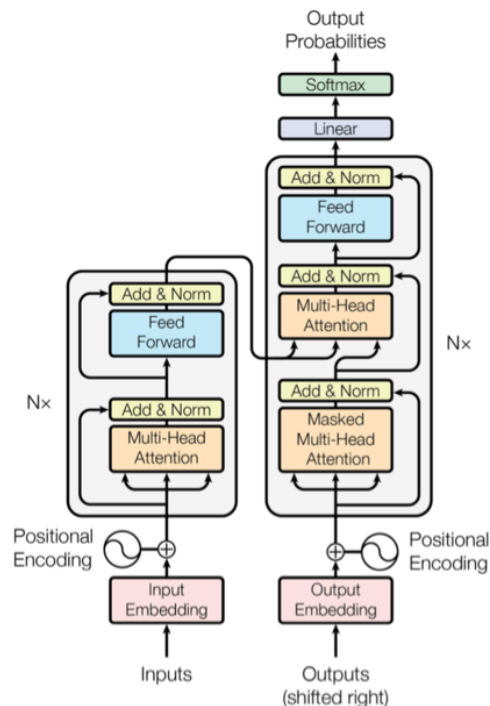 Output
Probabilities
Softmax
Linear
Add & Norm
Feed
Forward
Add & Norm
Multi-Head
Attention
Add & Norm
Masked
Multi-Head
Attention
N×
Add & Norm
Feed
Forward
Add & Norm
Multi-Head
Attention
N×
Positional
Encoding
Positional
Encoding
Input
Embedding
Output
Embedding
Inputs
Outputs
(shifted right)